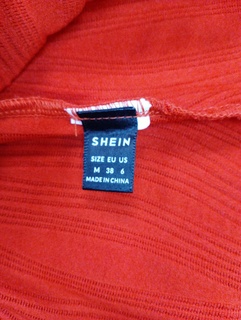 SHEIN
SIZE EU US
M 38 6
MADE IN CHINA